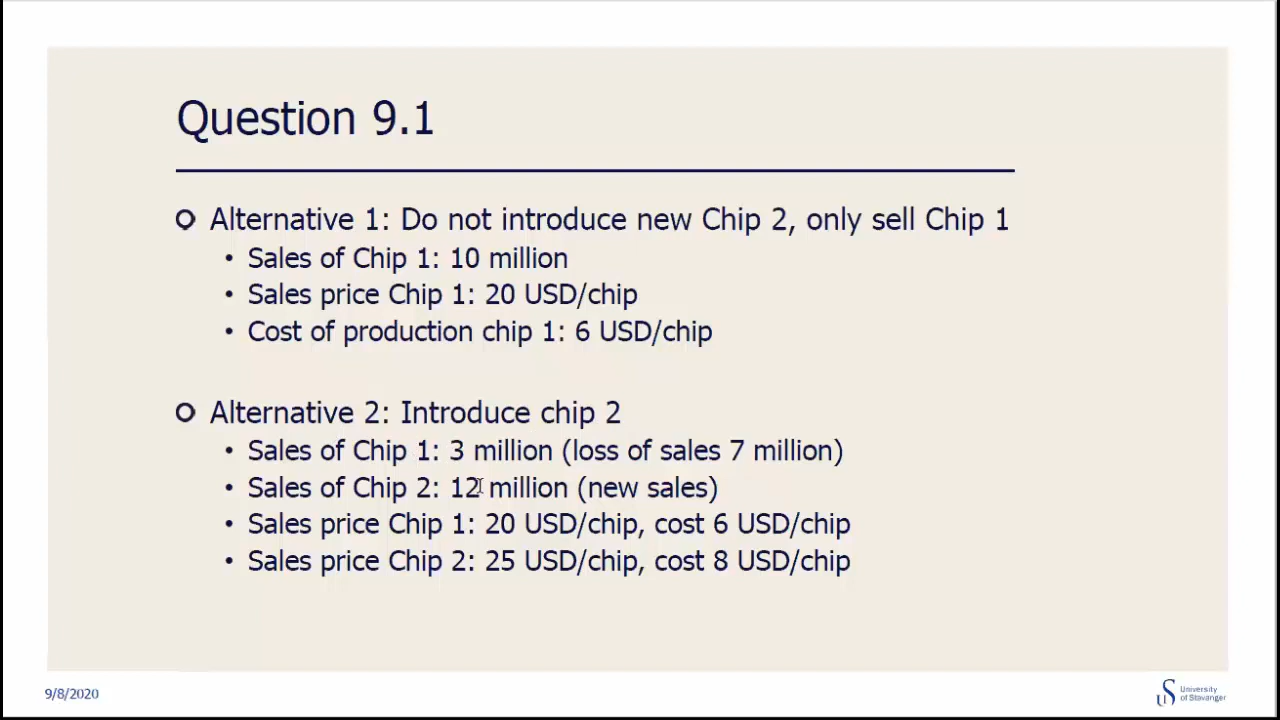 Question 9.1
Alternative 1: Do not introduce new Chip 2, only sell Chip 1
• Sales of Chip 1: 10 million
• Sales price Chip 1: 20 USD/chip
• Cost of production chip 1: 6 USD/chip
Alternative 2: Introduce chip 2
• Sales of Chip 1: 3 million (loss of sales 7 million)
• Sales of Chip 2: 12 million (new sales)
• Sales price Chip 1: 20 USD/chip, cost 6 USD/chip
• Sales price Chip 2: 25 USD/chip, cost 8 USD/chip
9/8/2020
University
of Stavanger